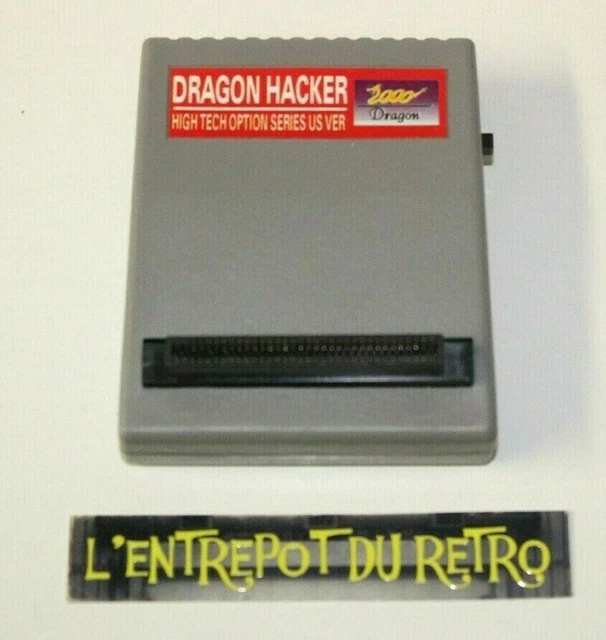 DRAGON HACKER
HIGH TECH OPTION SERIES US VER
2000
Dragon
L'ENTREPOT DU RETRO